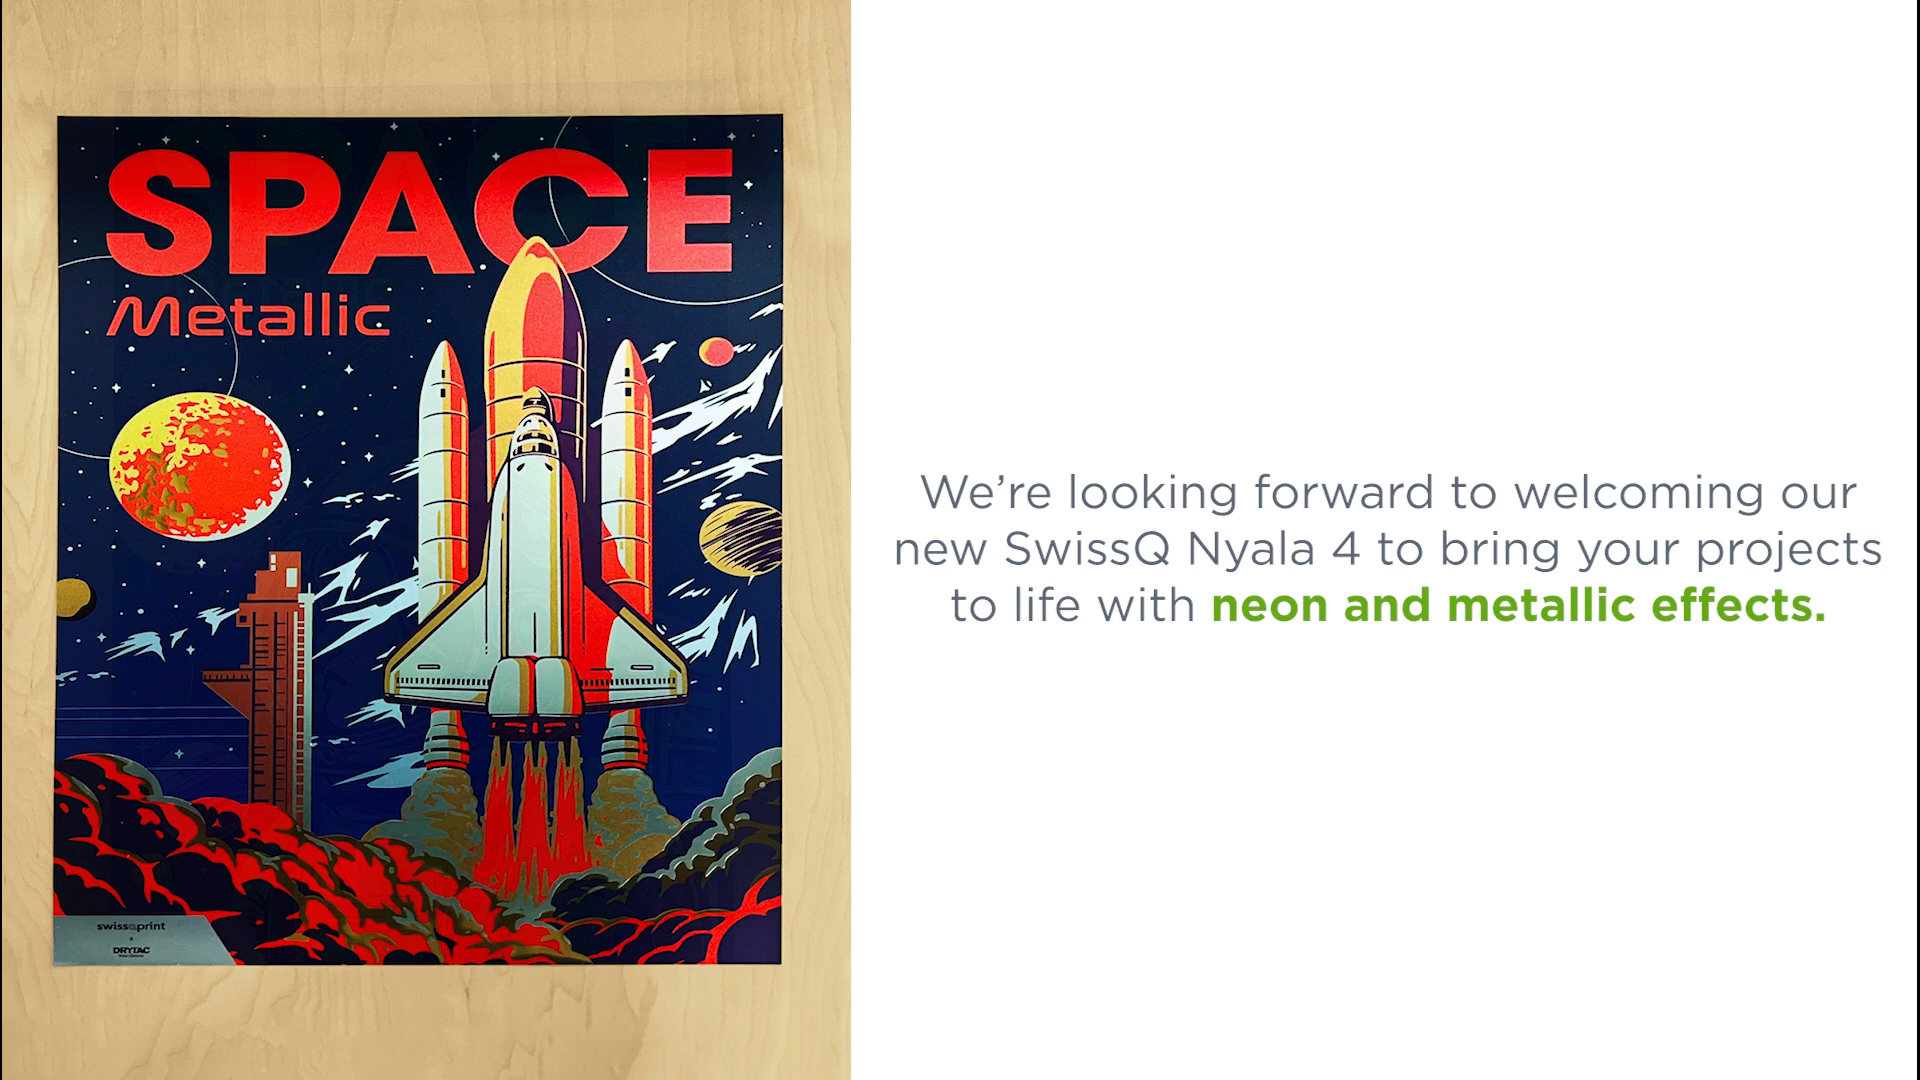 SPACE
Metallic
swissQprint
x
DRYTAC
We're looking forward to welcoming our
new SwissQ Nyala 4 to bring your projects
to life with neon and metallic effects.